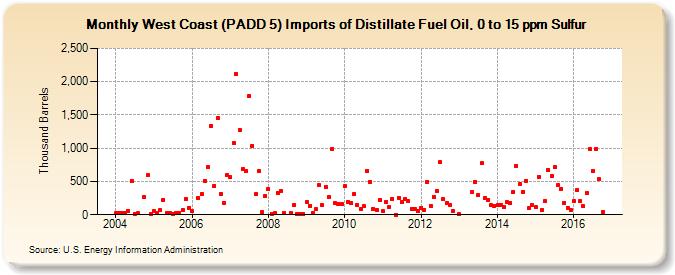 Monthly West Coast (PADD 5) Imports of Distillate Fuel Oil, 0 to 15 ppm Sulfur
Thousand Barrels
2,500
2,000
1,500
1,000
500
0
2004 2006 2008 2010 2012 2014 2016
Source: U.S. Energy Information Administration